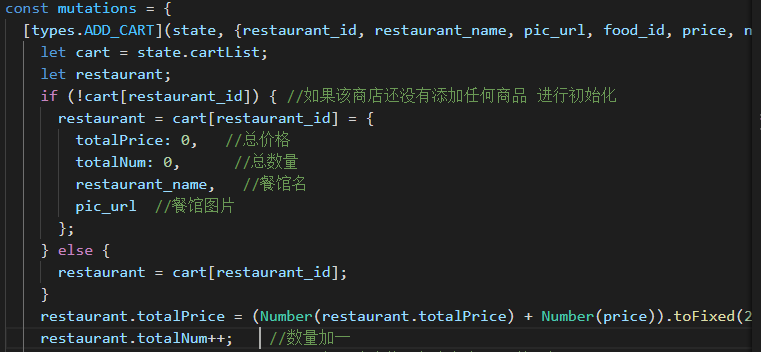 const mutations = {
[types.ADD_CART](state, {restaurant_id, restaurant_name, pic_url, food_id, price, n
let cart = state.cartList;
let restaurant;
if (!cart[restaurant_id]) { //如果该商店还没有添加任何商品 进行初始化
restaurant = cart[restaurant_id] = {
totalPrice: 0, //总价格
totalNum: 0, //总数量
restaurant_name, //餐馆名
pic_url //餐馆图片
};
} else {
restaurant = cart[restaurant_id];
}
restaurant.totalPrice = (Number(restaurant.totalPrice) + Number(price)).toFixed(2
restaurant.totalNum++; //数量加一